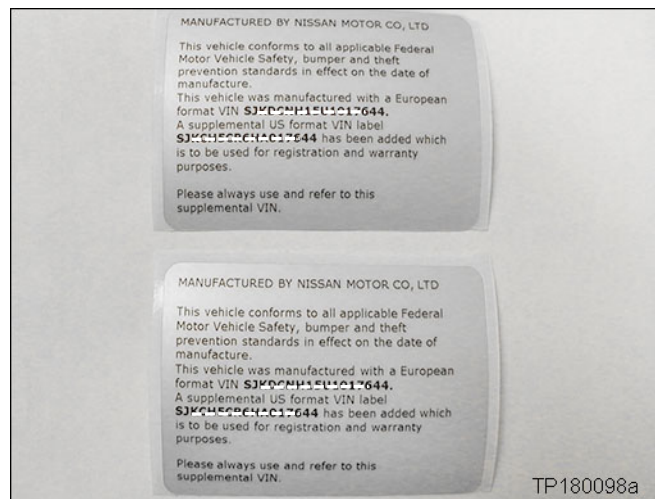 MANUFACTURED BY NISSAN MOTOR CO, LTD
This vehicle conforms to all applicable Federal
Motor Vehicle Safety, bumper and theft
prevention standards in effect on the date of
manufacture.
This vehicle was manufactured with a European
format VIN
A supplemental US format VIN label
has been added which
is to be used for registration and warranty
purposes.
Please always use and refer to this
supplemental VIN.
MANUFACTURED BY NISSAN MOTOR CO, LTD
This vehicle conforms to all applicable Federal
Motor Vehicle Safety, bumper and theft
prevention standards in effect on the date of
manufacture.
This vehicle was manufactured with a European
format VIN
A supplemental US format VIN label
has been added which
is to be used for registration and warranty
purposes.
Please always use and refer to this
supplemental VIN.
TP180098a